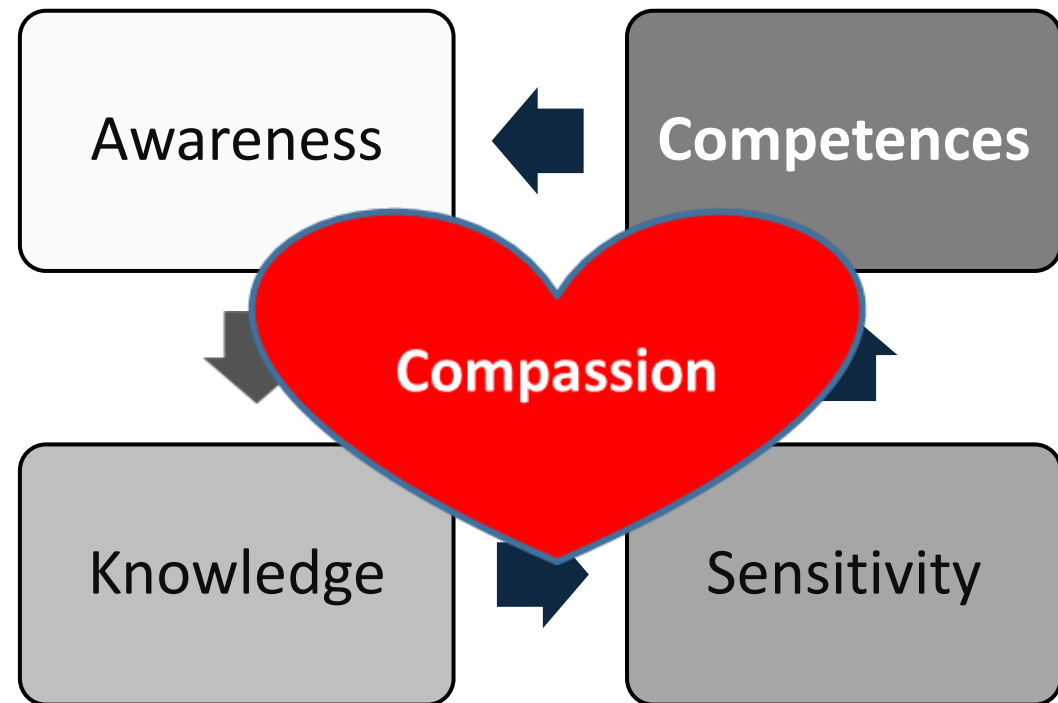 Awareness
Competences
Compassion
Knowledge
Sensitivity